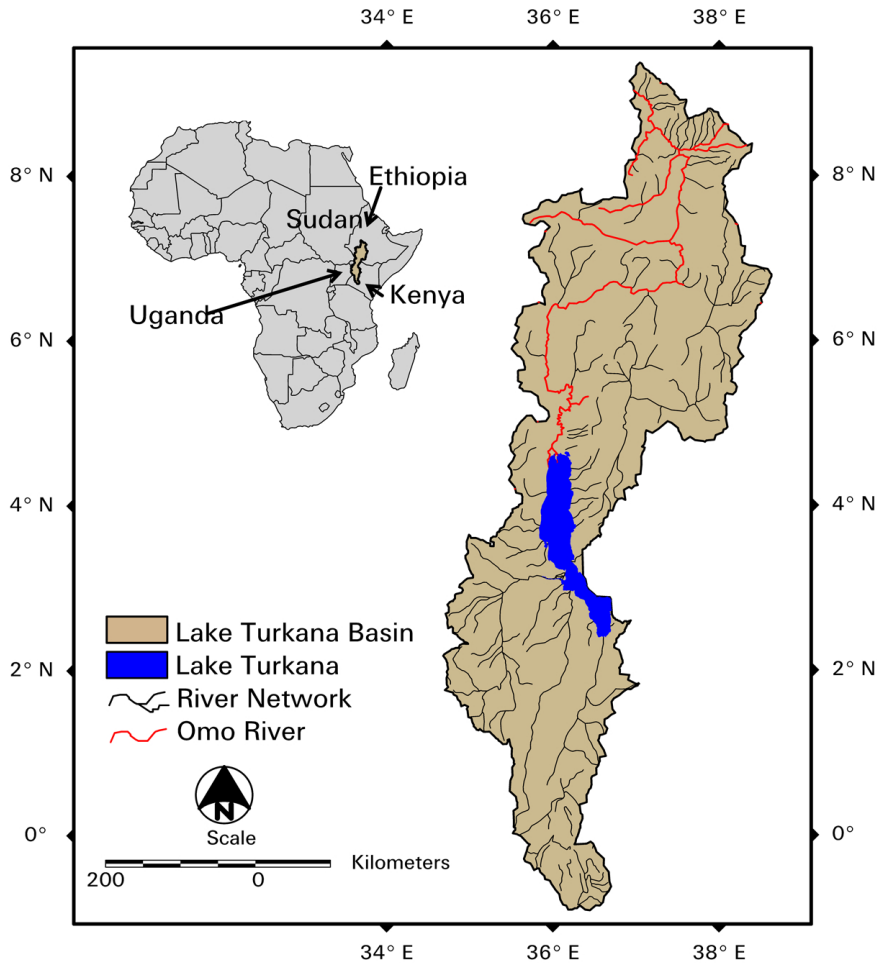 34° E 36° E 38° E
8° N 8° N
Ethiopia
Sudan
Kenya
Uganda
6° N 6° N
4° N 4° N
Lake Turkana Basin
Lake Turkana
2° N 2° N
River Network
Omo River
N
Scale
0° 0°
Kilometers
200 0
34° E 36° E 38° E